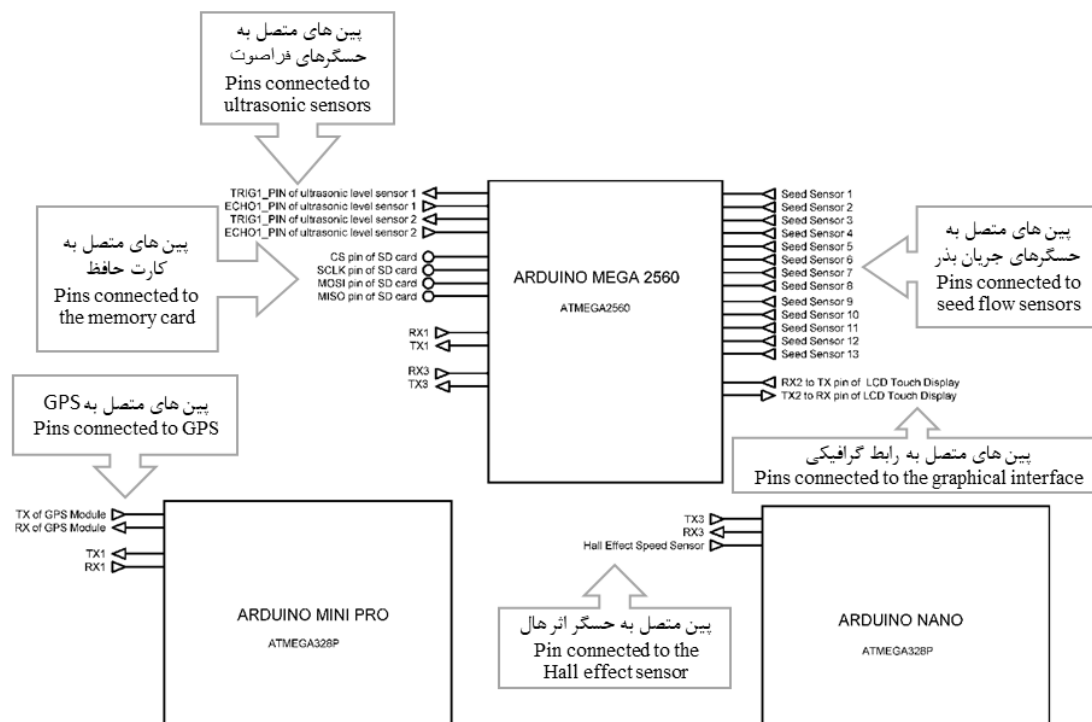 پین های متصل به
حسگرهای فراصوت
Pins connected to
ultrasonic sensors
TRIG1_PIN of ultrasonic level sensor 1
ECHO1_PIN of ultrasonic level sensor 1
TRIG1_PIN of ultrasonic level sensor 2
ECHO1_PIN of ultrasonic level sensor 2
پین های متصل به
کارت حافظ
Pins connected to
the memory card
CS pin of SD card
SCLK pin of SD card
MOSI pin of SD card
MISO pin of SD card
RX1
TX1
RX3
TX3
ARDUINO MEGA 2560
ATMEGA2560
Seed Sensor 1
Seed Sensor 2
Seed Sensor 3
Seed Sensor 4
Seed Sensor 5
Seed Sensor 6
Seed Sensor 7
Seed Sensor 8
Seed Sensor 9
Seed Sensor 10
Seed Sensor 11
Seed Sensor 12
Seed Sensor 13
پین های متصل به
حسگرهای جریان بذر
Pins connected to
seed flow sensors
RX2 to TX pin of LCD Touch Display
TX2 to RX pin of LCD Touch Display
پین های متصل به رابط گرافیکی
Pins connected to the graphical interface
پین های متصل به GPS
Pins connected to GPS
TX of GPS Module
RX of GPS Module
TX1
RX1
ARDUINO MINI PRO
ATMEGA328P
TX3
RX3
Hall Effect Speed Sensor
پین متصل به حسگر اثر هال
Pin connected to the
Hall effect sensor
ARDUINO NANO
ATMEGA328P